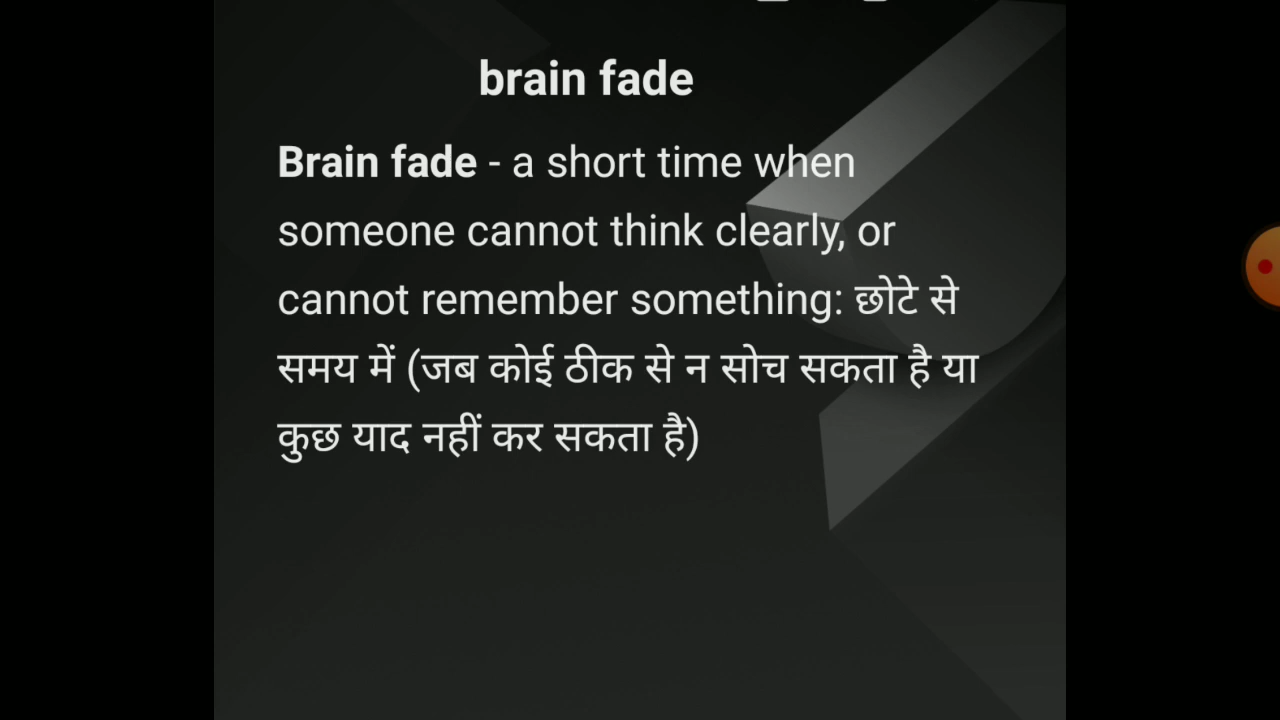 brain fade
Brain fade - a short time when
someone cannot think clearly, or
cannot remember something: छोटे से
समय में (जब कोई ठीक से न सोच सकता है या
कुछ याद नहीं कर सकता है)